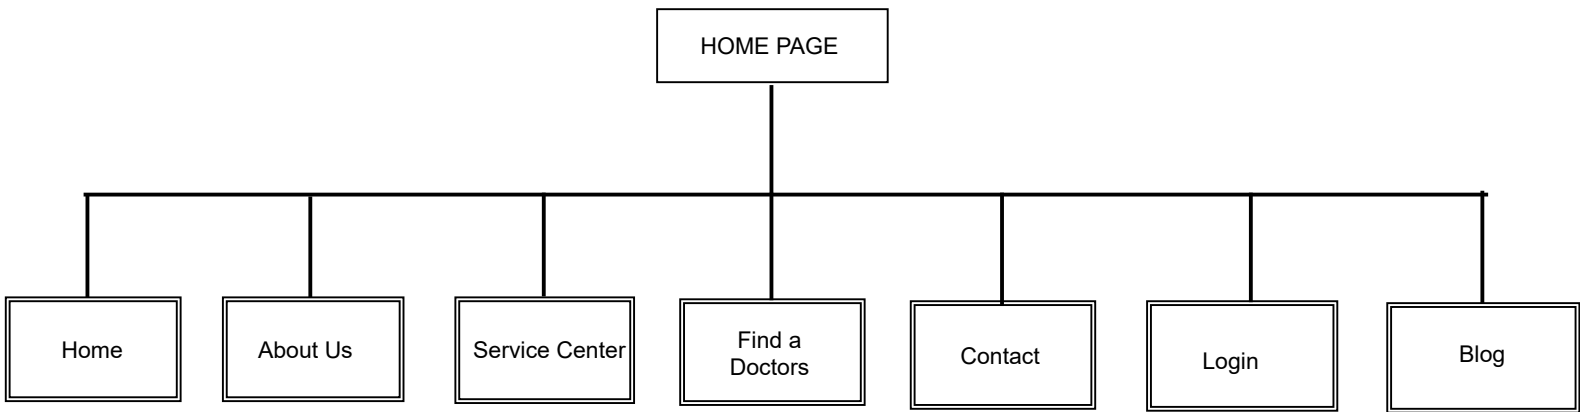 HOME PAGE
Home
About Us
Service Center
Find a
Doctors
Contact
Login
Blog